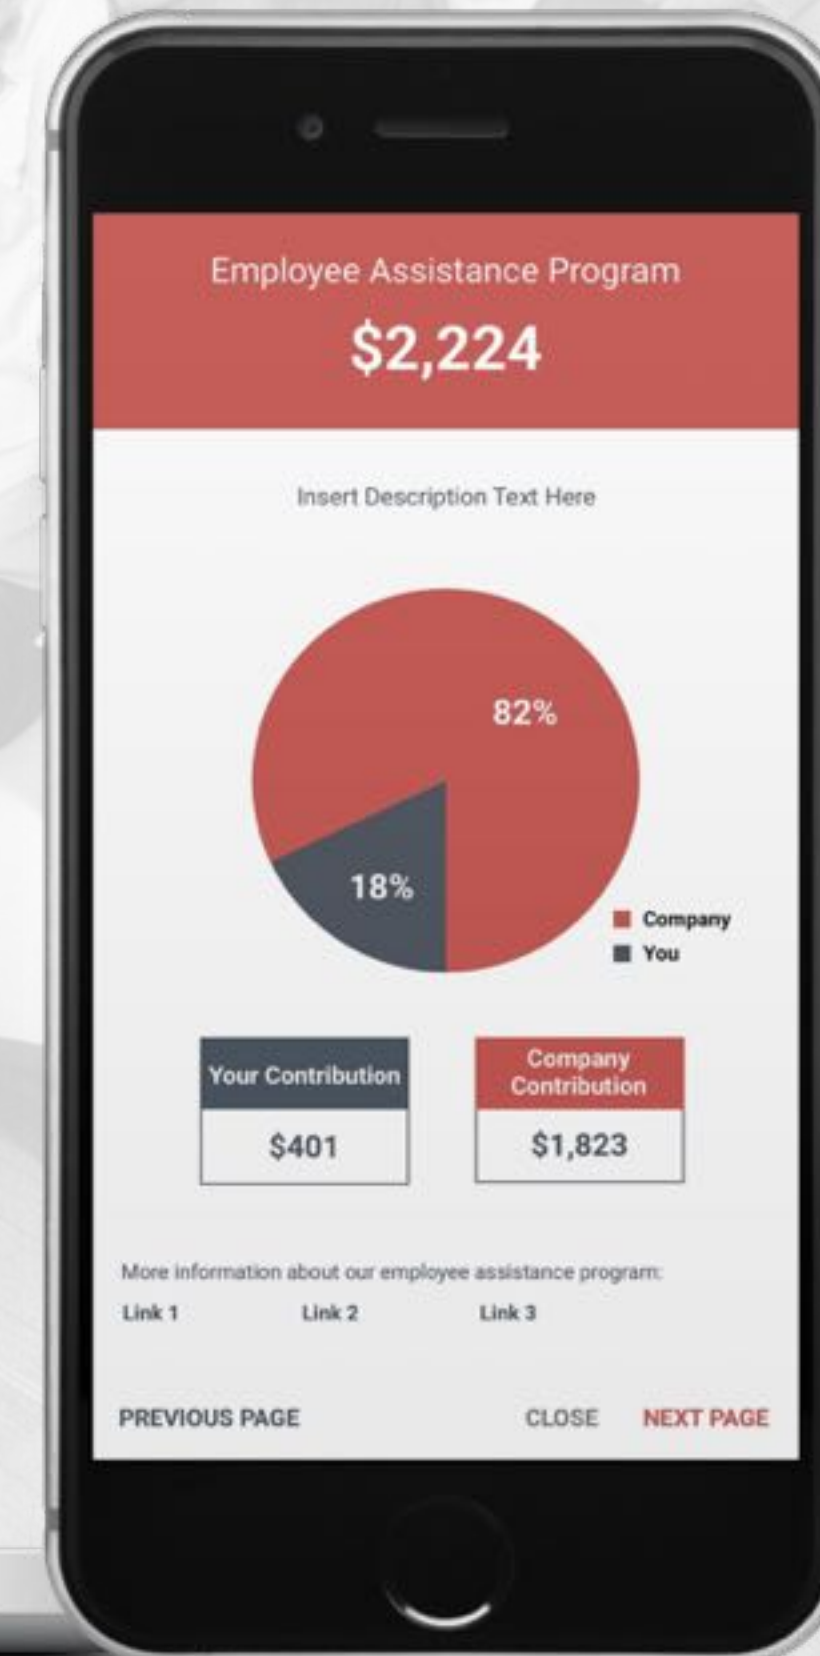 Employee Assistance Program
$2,224
Insert Description Text Here
82%
18%
Company
You
Your Contribution
$401
Company
Contribution
$1,823
More information about our employee assistance program:
Link 1 Link 2 Link 3
PREVIOUS PAGE CLOSE NEXT PAGE